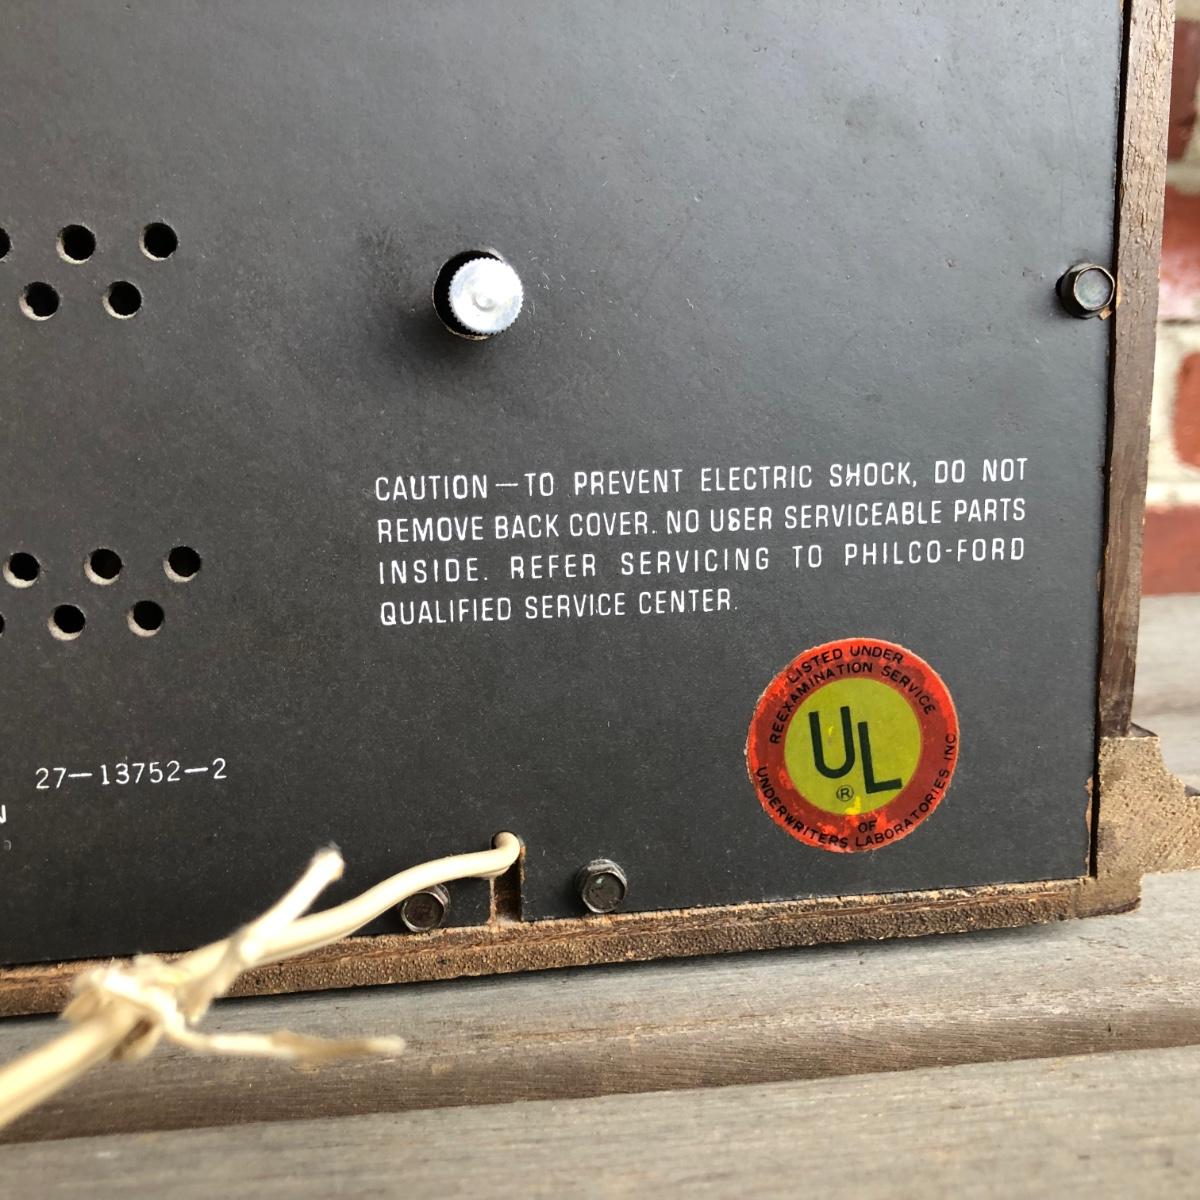 CAUTION—TO PREVENT ELECTRIC SHOCK, DO NOT
REMOVE BACK COVER. NO USER SERVICEABLE PARTS
INSIDE. REFER SERVICING TO PHILCO-FORD
QUALIFIED SERVICE CENTER.
LISTED UNDER
REEXAMINATION SERVICE
UL
®
OF
UNDERWRITERS LABORATORIES INC
27—13752—2
N